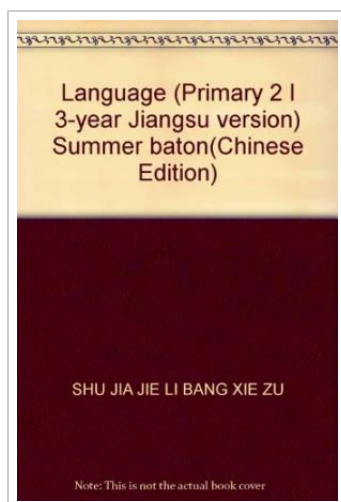 Language (Primary 2 l
3-year Jiangsu version)
Summer baton(Chinese
Edition)
SHU JIA JIE LI BANG XIE ZU
Note: This is not the actual book cover